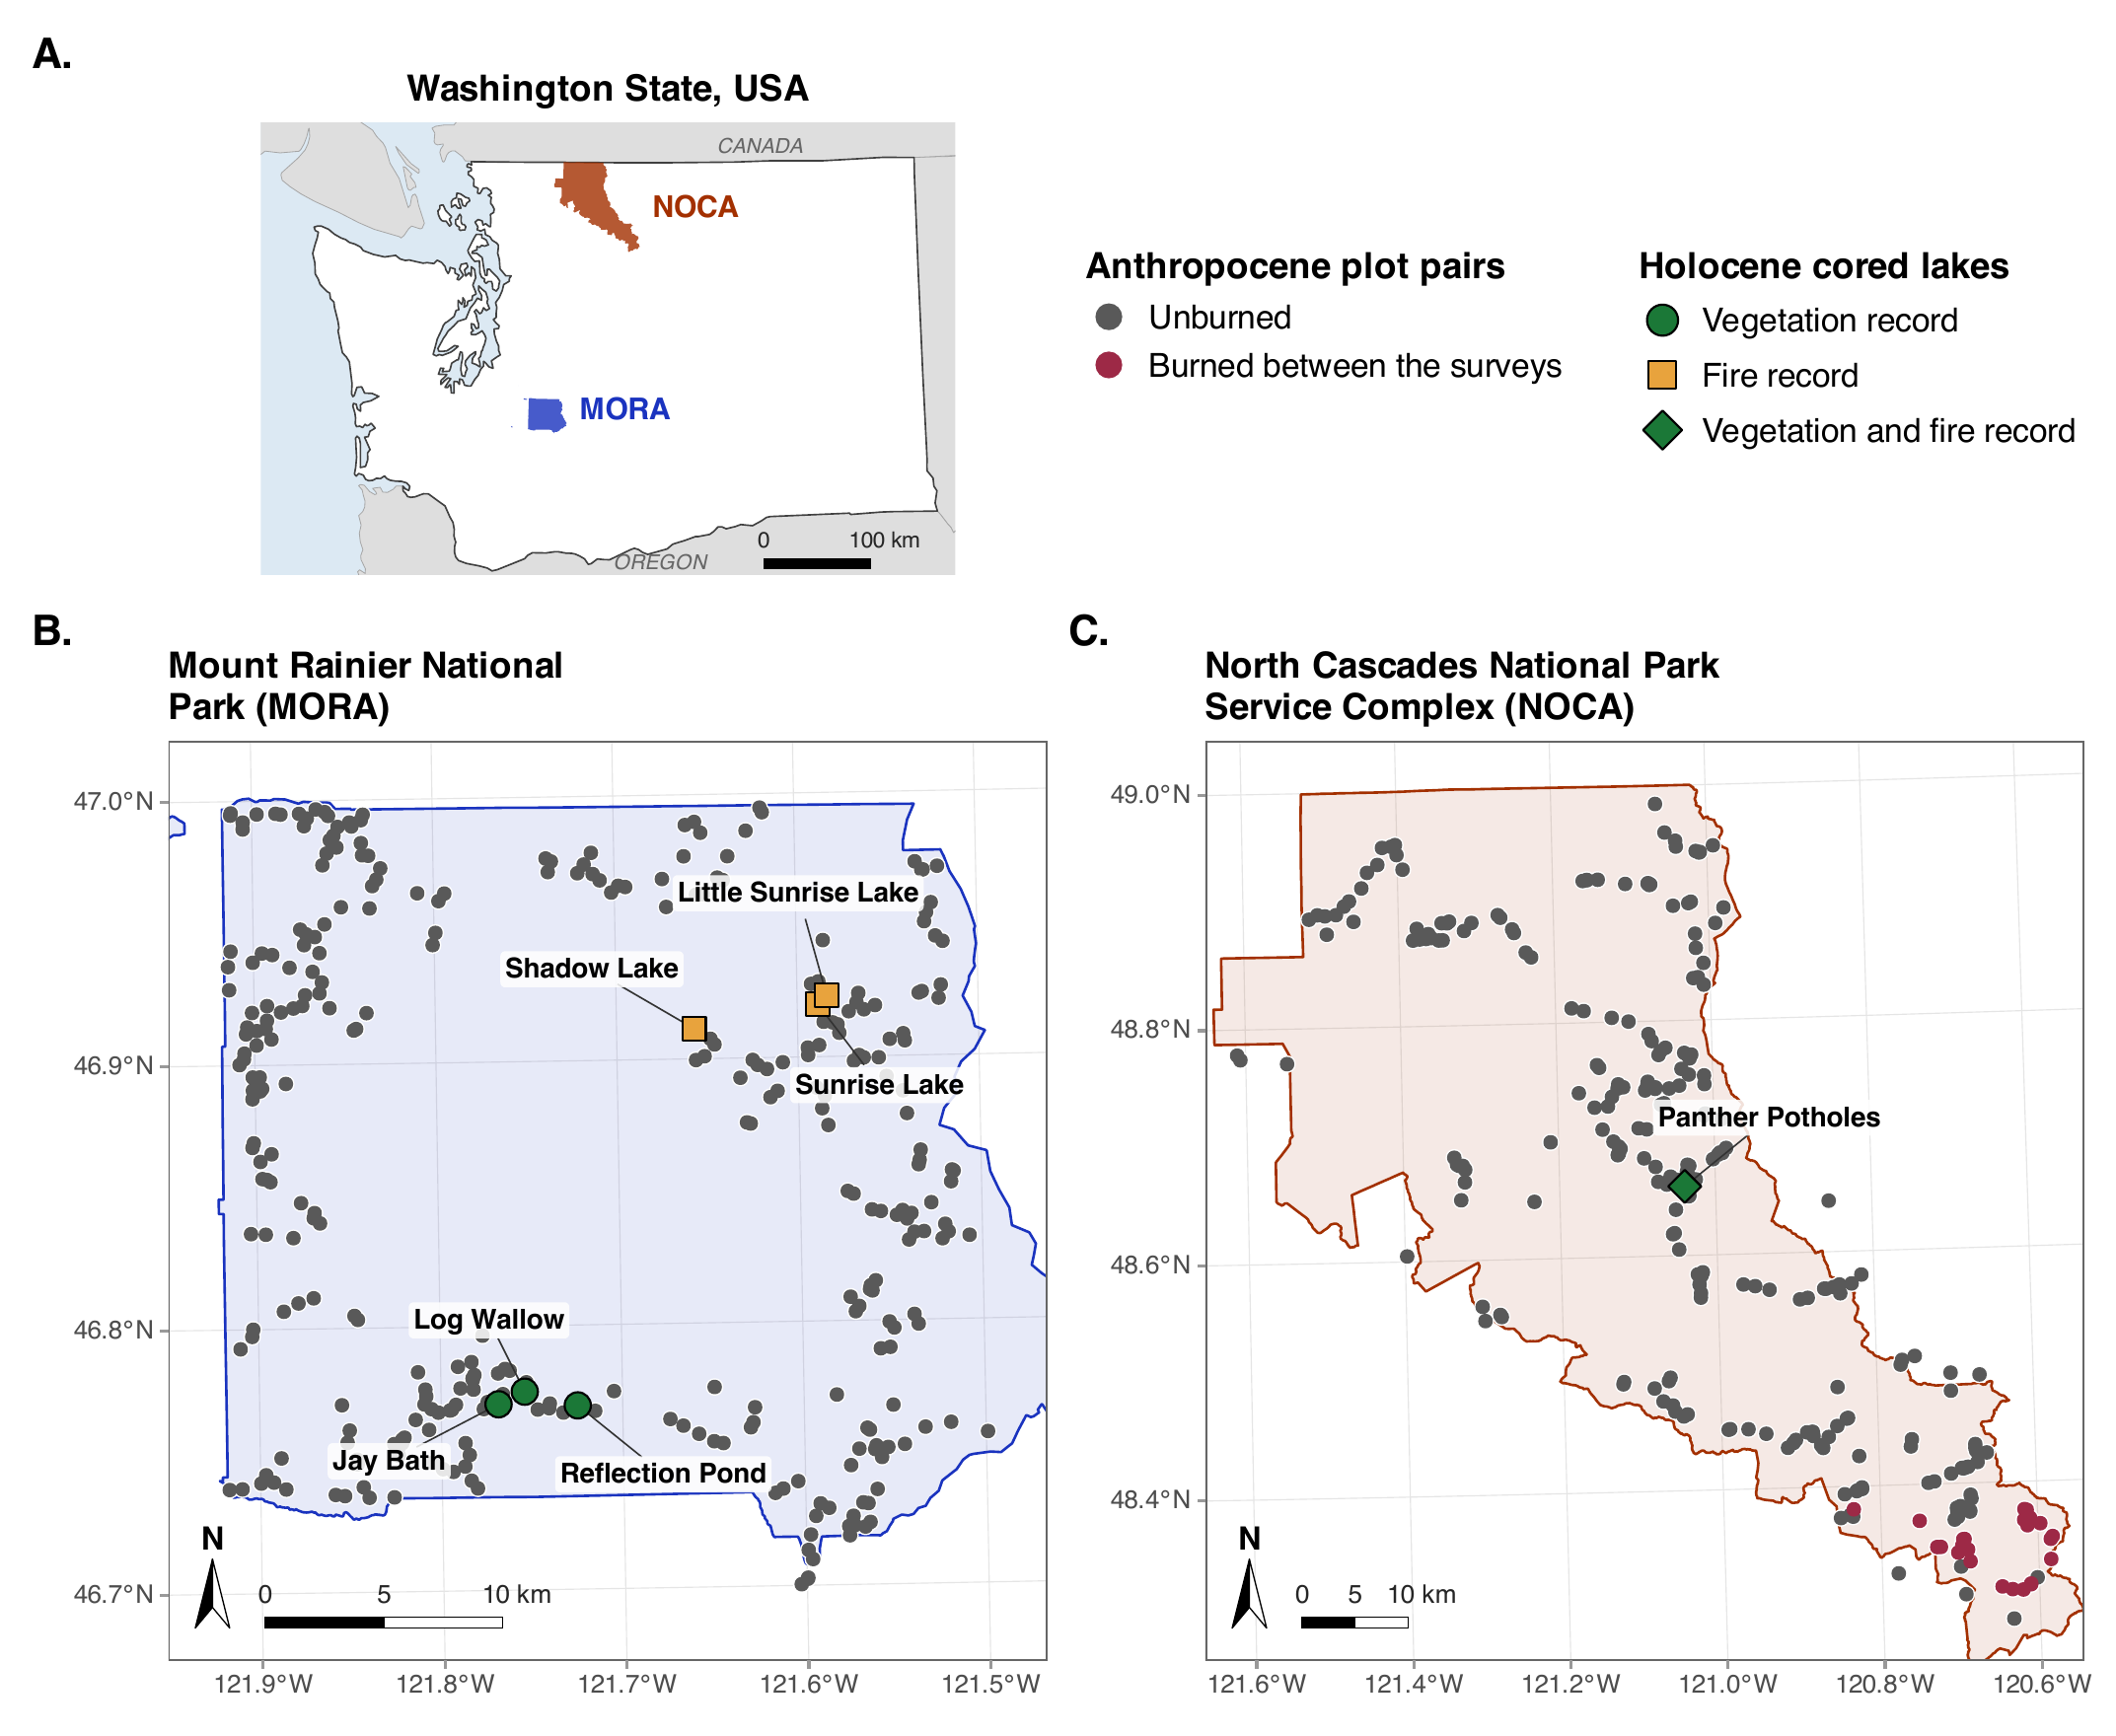 A.
Washington State, USA
CANADA
NOCA
MORA
0 100 km
OREGON
Anthropocene plot pairs
Unburned
Burned between the surveys
Holocene cored lakes
Vegetation record
Fire record
Vegetation and fire record
B.
Mount Rainier National
Park (MORA)
47.0°N
46.9°N
46.8°N
46.7°N
Little Sunrise Lake
Shadow Lake
Sunrise Lake
Log Wallow
Jay Bath
Reflection Pond
N
0 5 10 km
121.9°W 121.8°W 121.7°W 121.6°W 121.5°W
C.
North Cascades National Park
Service Complex (NOCA)
49.0°N
48.8°N
48.6°N
48.4°N
Panther Potholes
N
0 5 10 km
121.6°W 121.4°W 121.2°W 121.0°W 120.8°W 120.6°W